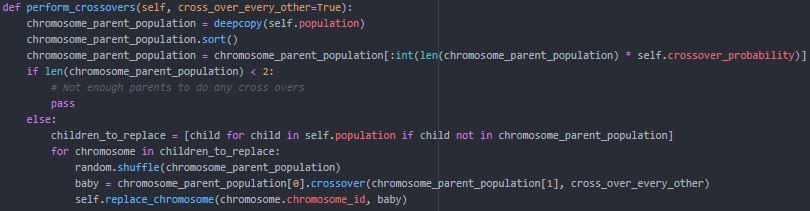 def perform_crossovers(self, cross_over_every_other=True):
    chromosome_parent_population = deepcopy(self.population)
    chromosome_parent_population.sort()
    chromosome_parent_population = chromosome_parent_population[:int(len(chromosome_parent_population) * self.crossover_probability)]
    if len(chromosome_parent_population) < 2:
        # Not enough parents to do any cross overs
        pass
    else:
        children_to_replace = [child for child in self.population if child not in chromosome_parent_population]
        for chromosome in children_to_replace:
            random.shuffle(chromosome_parent_population)
            baby = chromosome_parent_population[0].crossover(chromosome_parent_population[1], cross_over_every_other)
            self.replace_chromosome(chromosome.chromosome_id, baby)